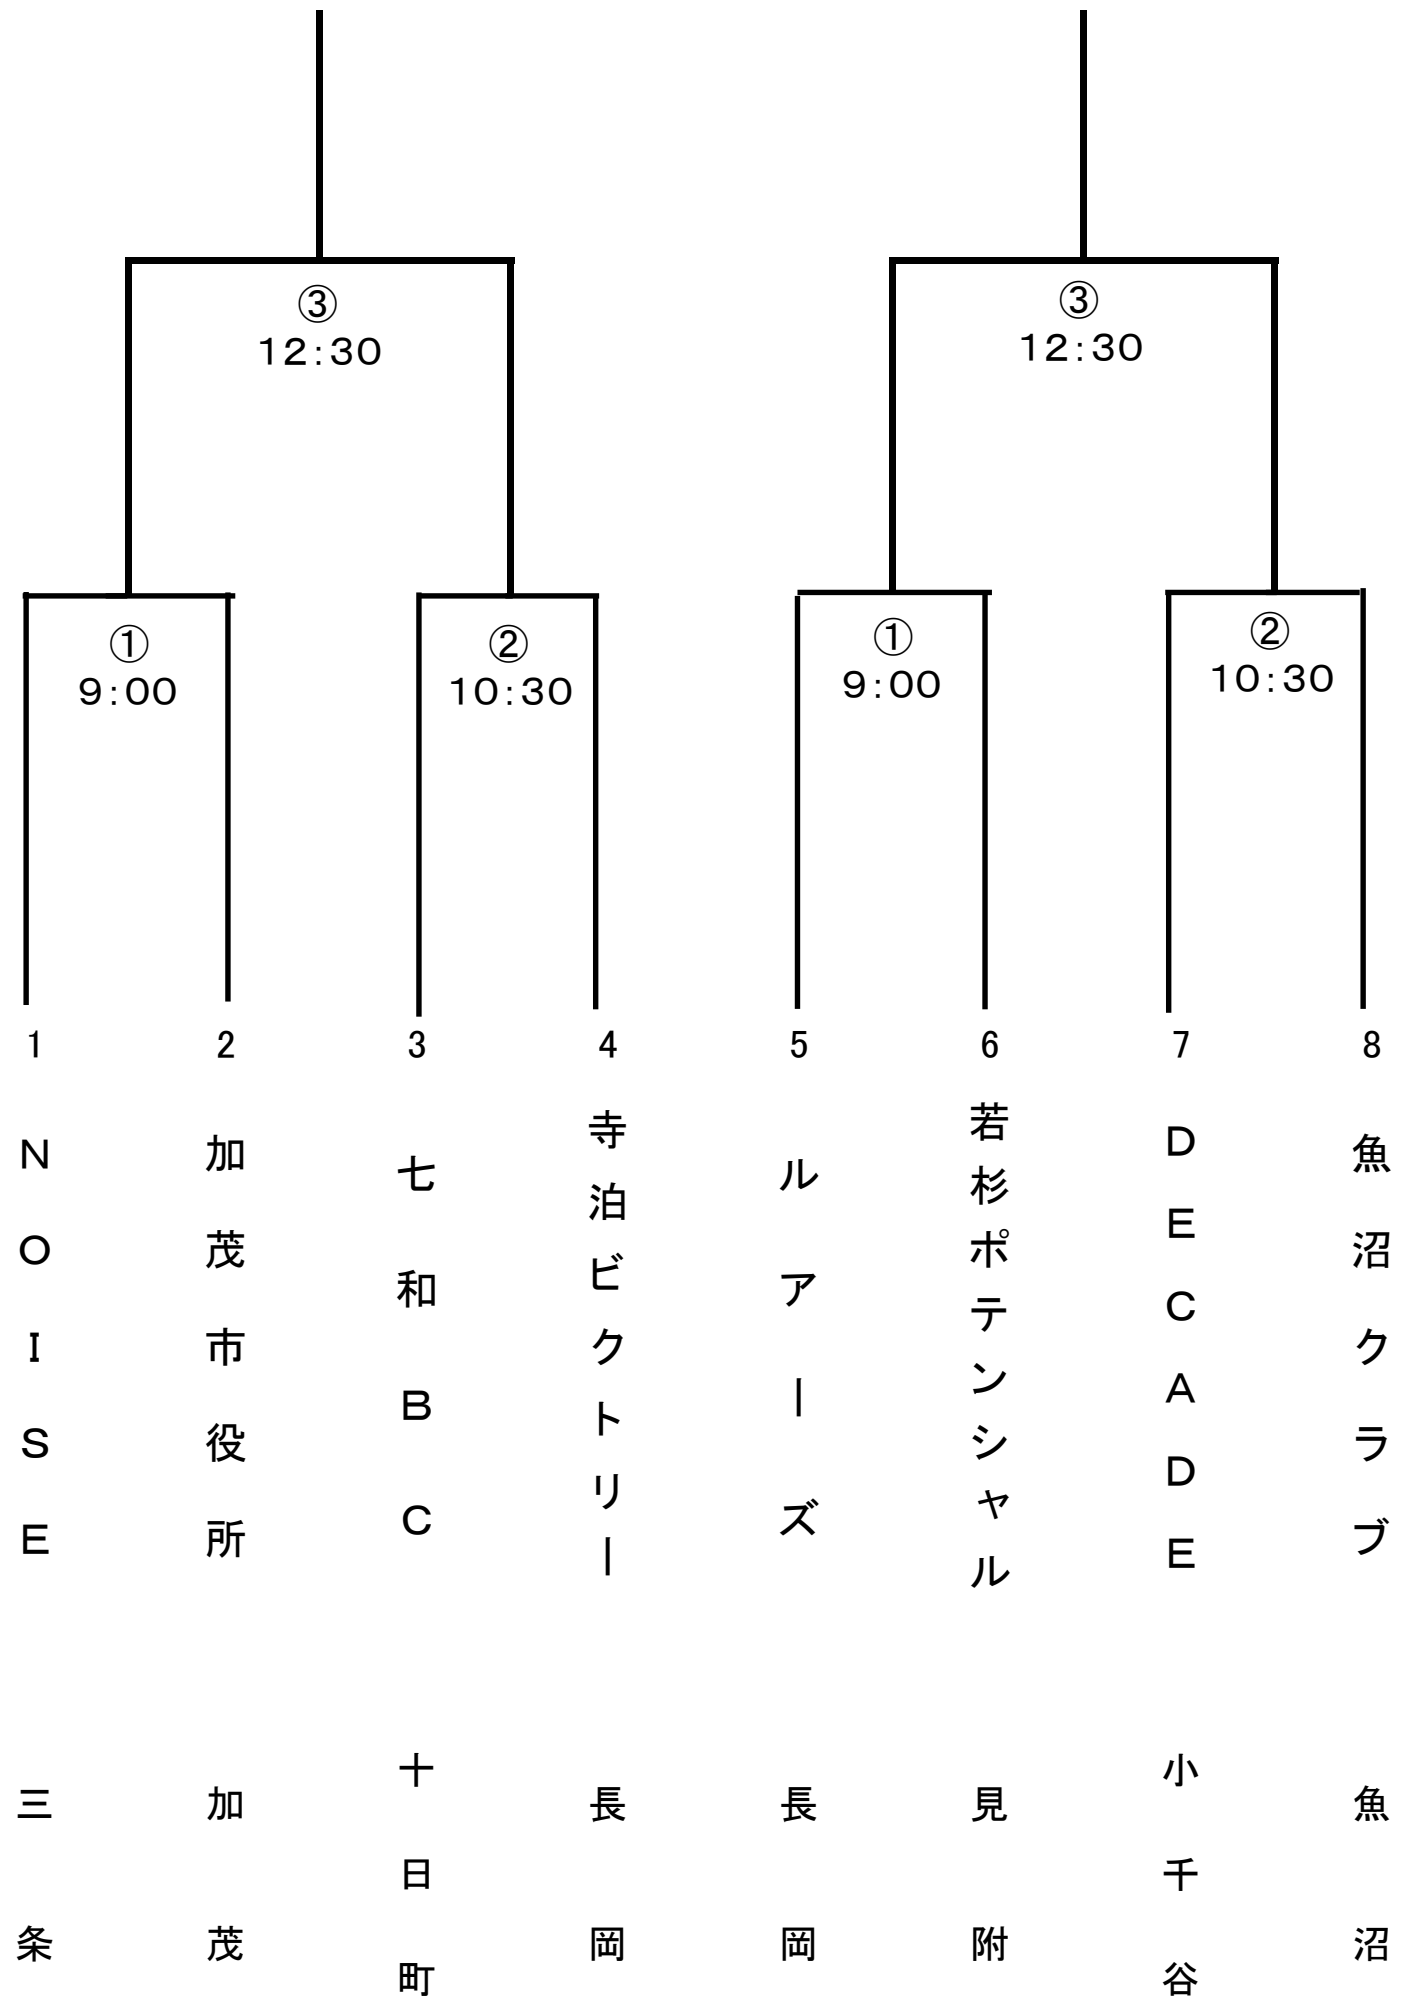 ③
12:30
③
12:30
①
9:00
②
10:30
①
9:00
②
10:30
1
2
3
4
5
6
7
8
NOISE
加茂市役所
七和BC
寺泊ビクトリー
ルアーズ
若杉ポテンシャル
DECADE
魚沼クラブ
三条
加茂
十日町
長岡
長岡
見附
小千谷
魚沼